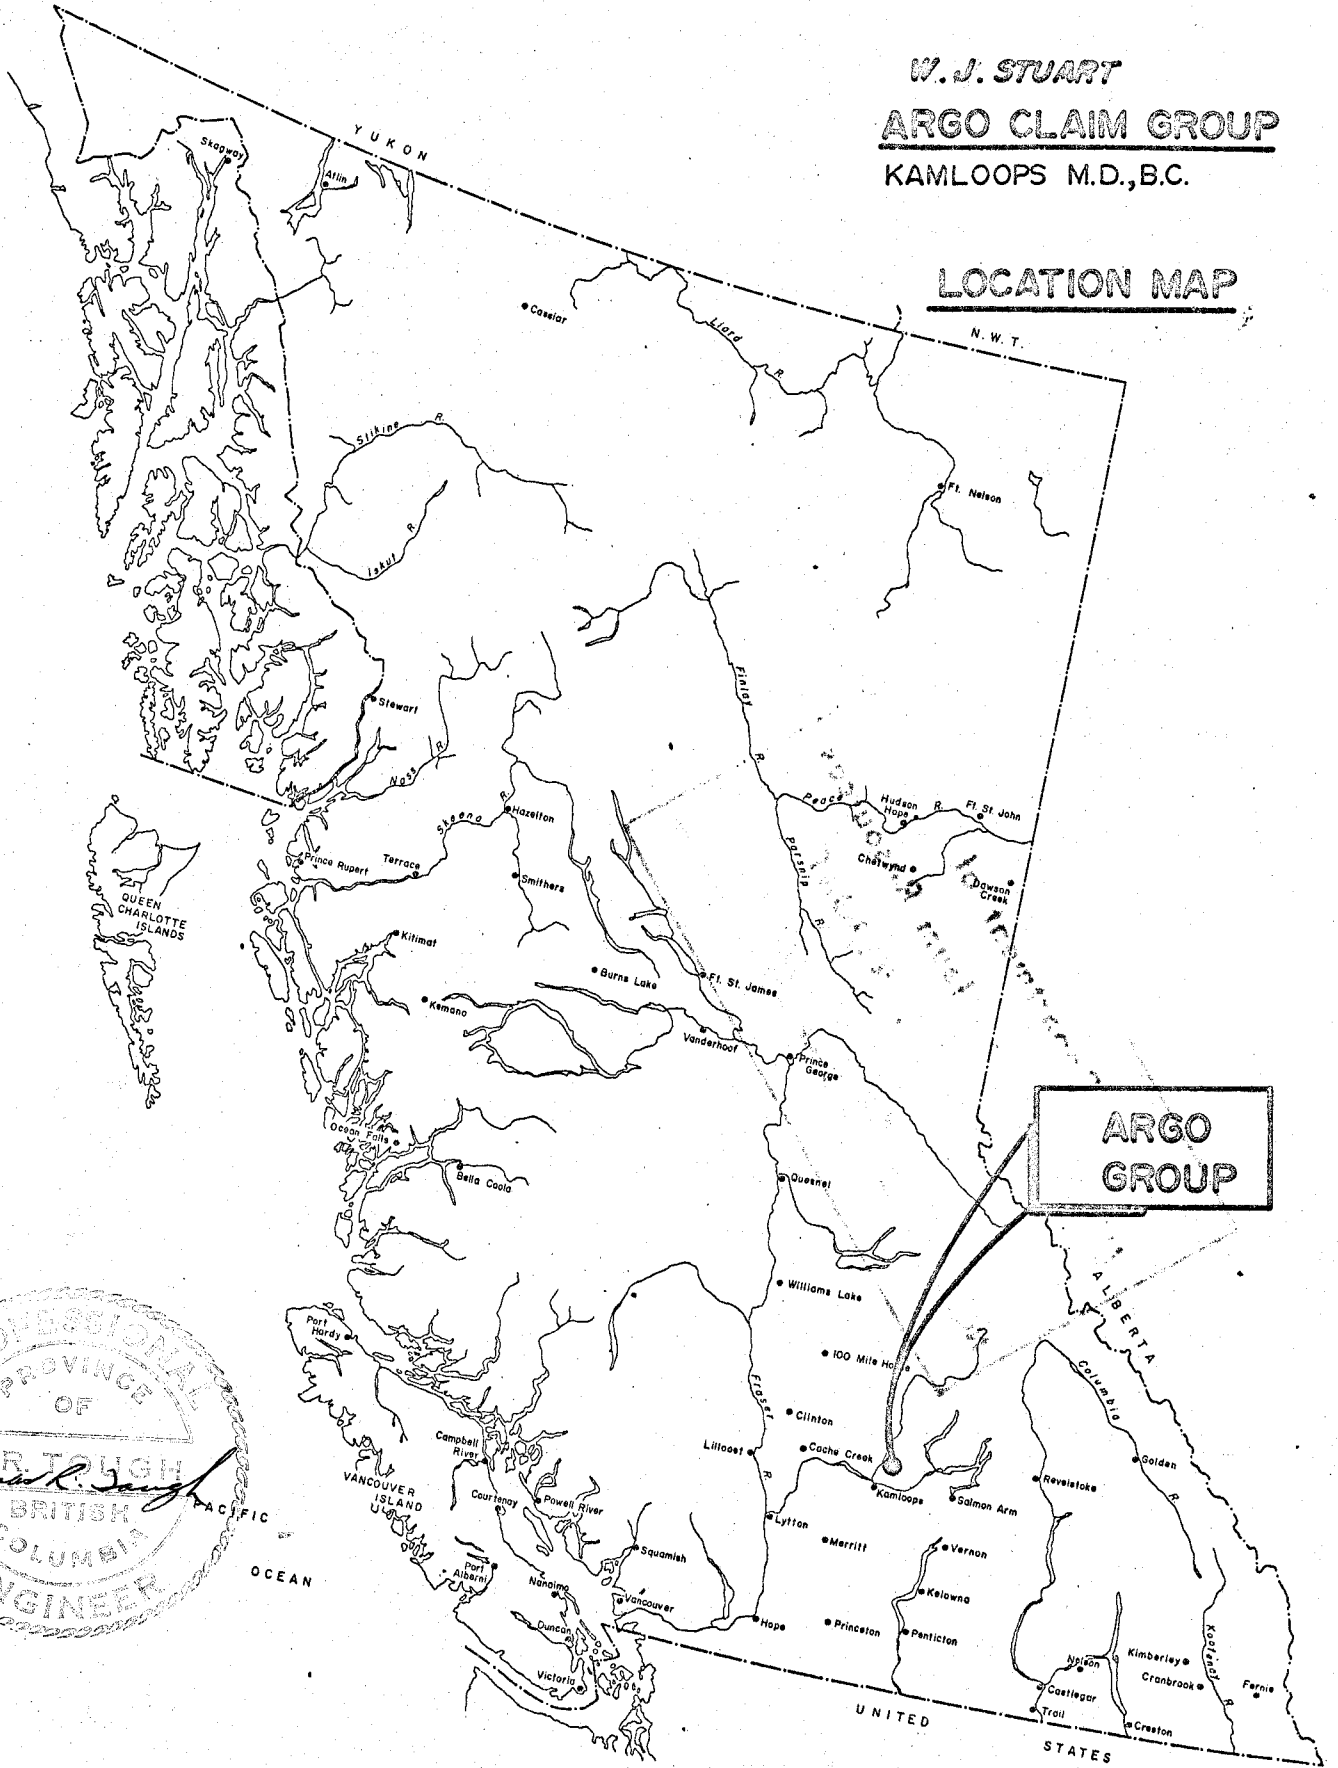 W. J. STUART
ARGO CLAIM GROUP
KAMLOOPS M.D., B.C.
LOCATION MAP
YUKON
N. W. T.
Skagway
Atlin
Cassiar
Liard
R.
Stikine R.
Iskut R.
Ft. Nelson
Finlay
R.
Stewart
Nass R.
Skeena R.
Hazelton
Peace R.
Hudson
Hope
Ft. St. John
Parsnip
R.
Chetwynd
Dawson
Creek
Prince Rupert
Terrace
Smithers
QUEEN
CHARLOTTE
ISLANDS
Kitimat
Burns Lake
Ft. St. James
Kemano
Vanderhoof
Prince
George
ARGO
GROUP
Ocean Falls
Bella Coola
Quesnel
Williams Lake
ALBERTA
Port
Hardy
100 Mile House
Columbia
R.
Fraser
R.
Clinton
Campbell
River
Lillooet
Cache Creek
Golden
Revelstoke
Kamloops
Salmon Arm
VANCOUVER
ISLAND
Courtenay
Powell River
Lytton
PACIFIC
OCEAN
Merritt
Vernon
Squamish
Port
Alberni
Nanaimo
Kelowna
Vancouver
Hope
Princeton
Penticton
Duncan
Kootenay
R.
Kimberley
Nelson
Cranbrook
Fernie
Victoria
Castlegar
Trail
Creston
UNITED
STATES
PROVINCE
OF
R. TOUGH
BRITISH
COLUMBIA